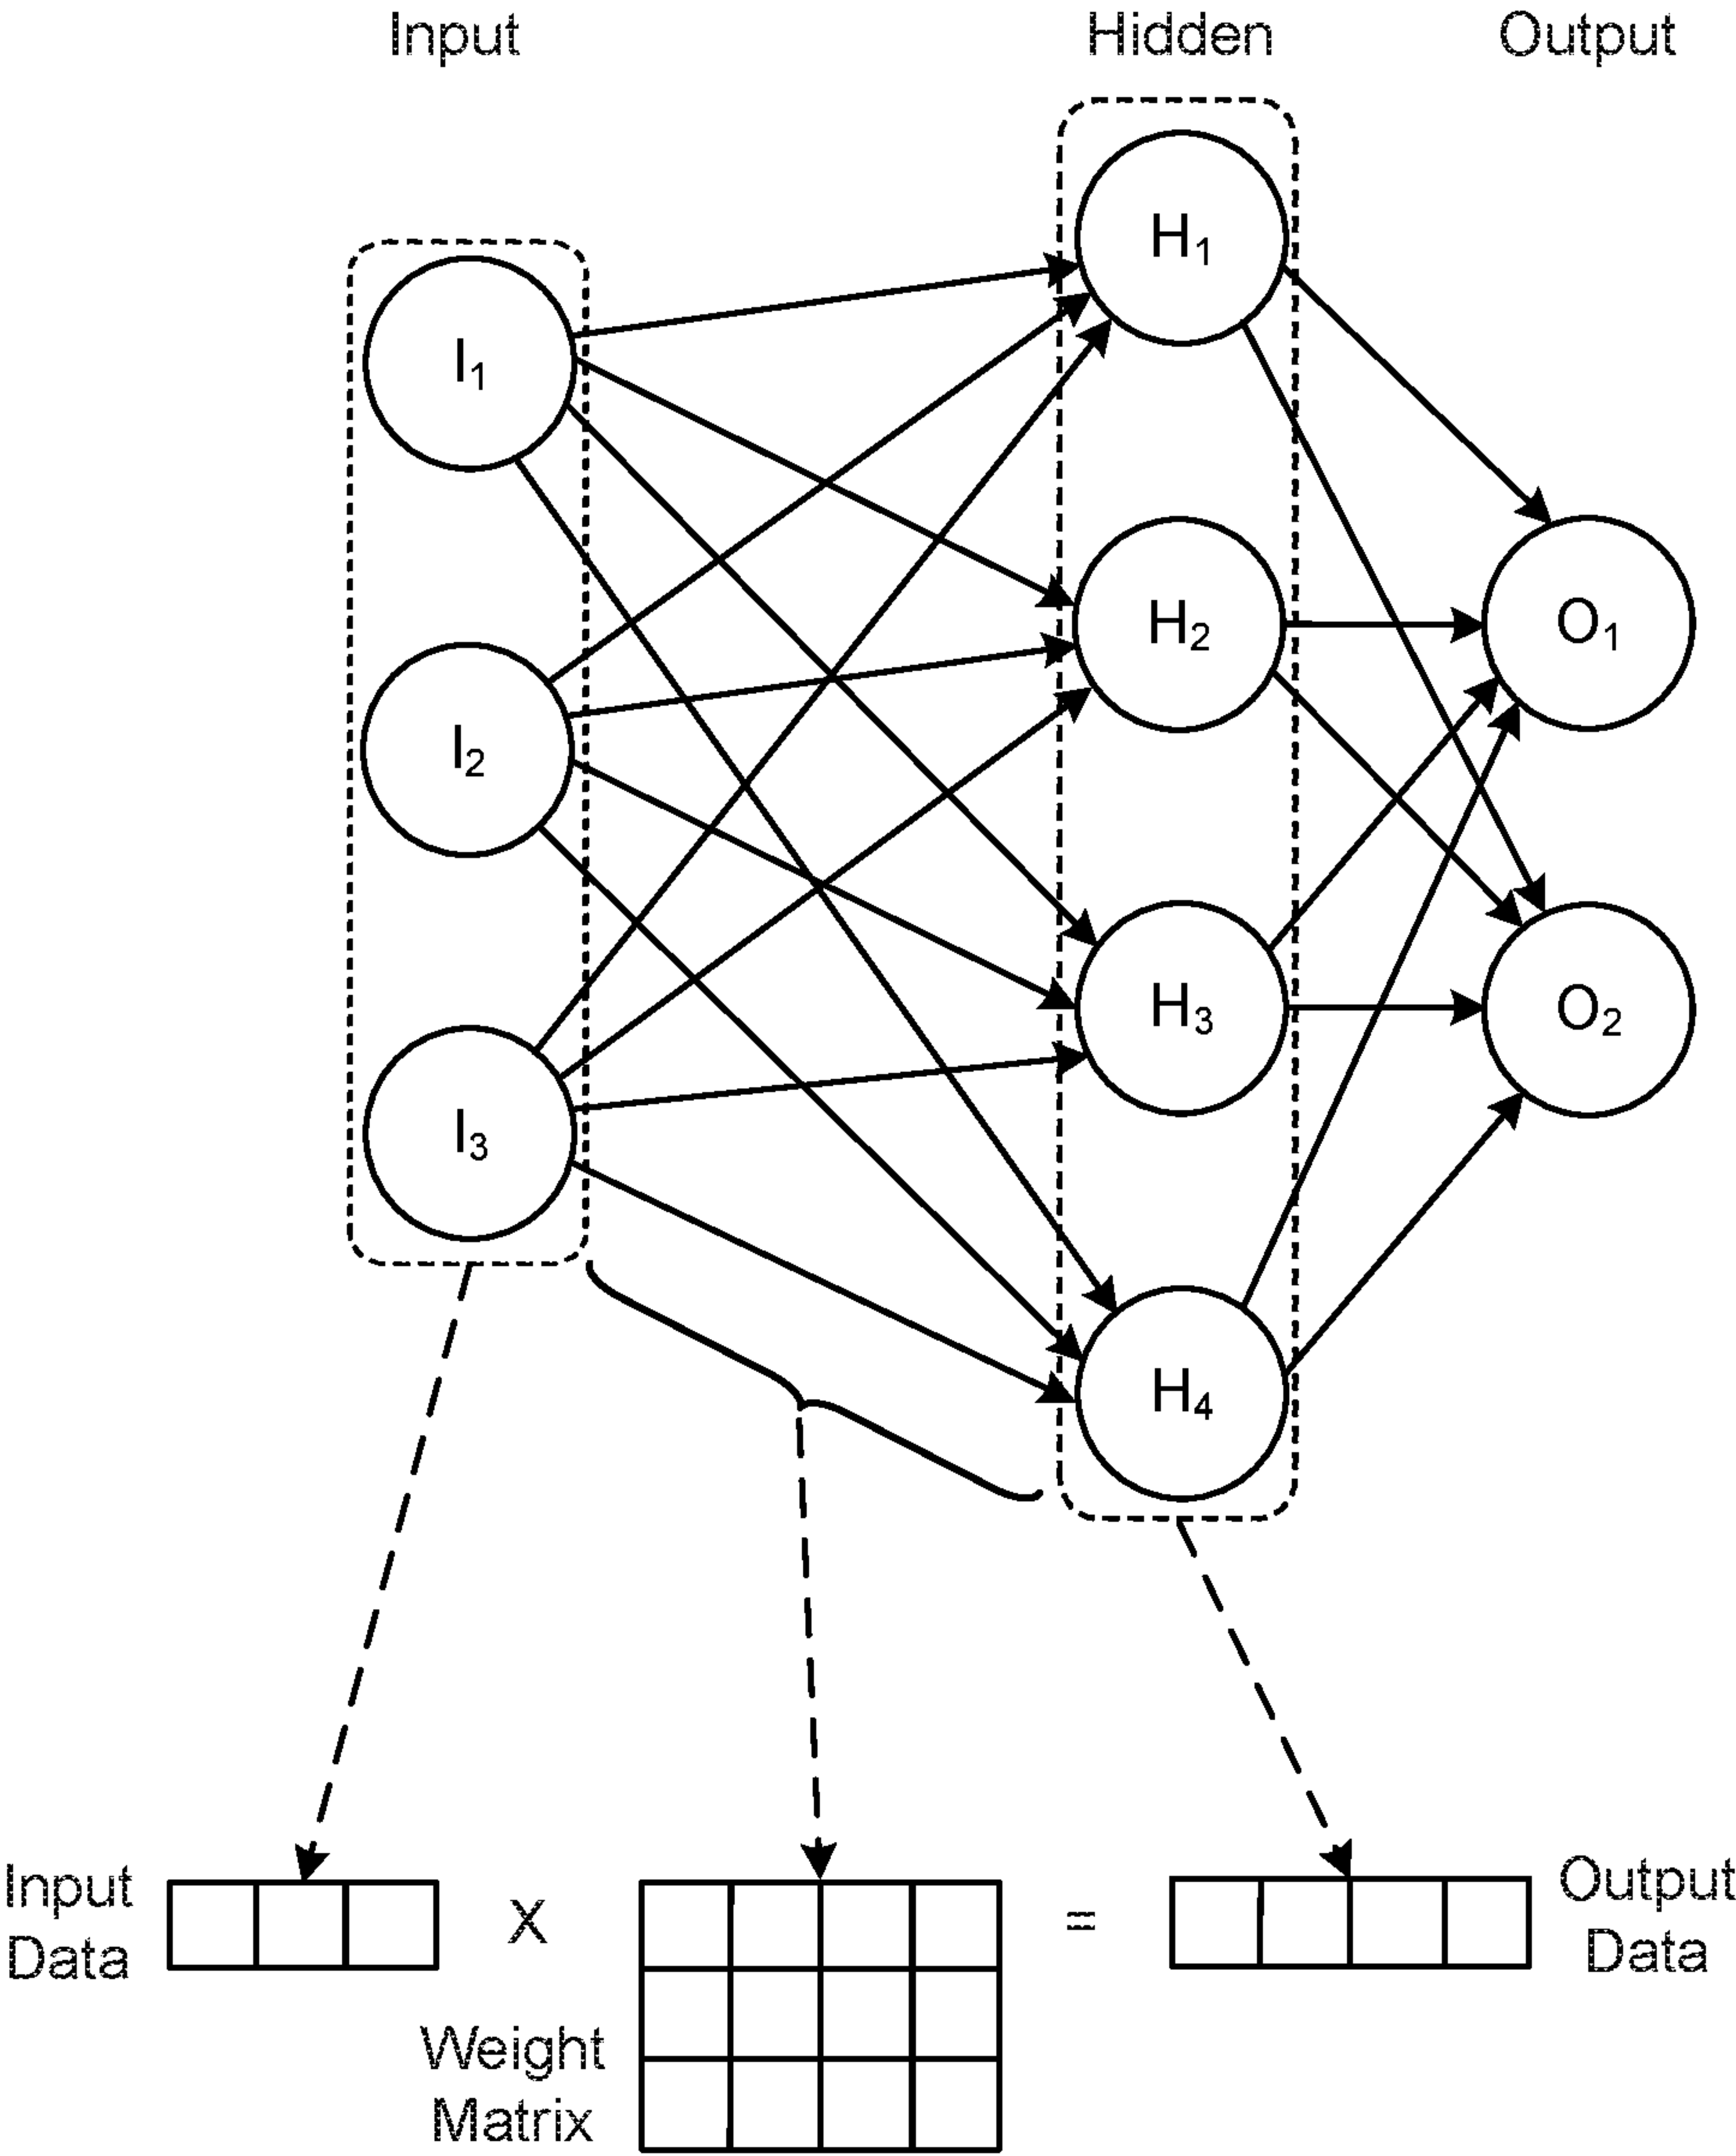 Input Hidden Output
H₁
I₁
H₂ O₁
I₂
H₃ O₂
I₃
H₄
Input Data X Weight Matrix = Output Data